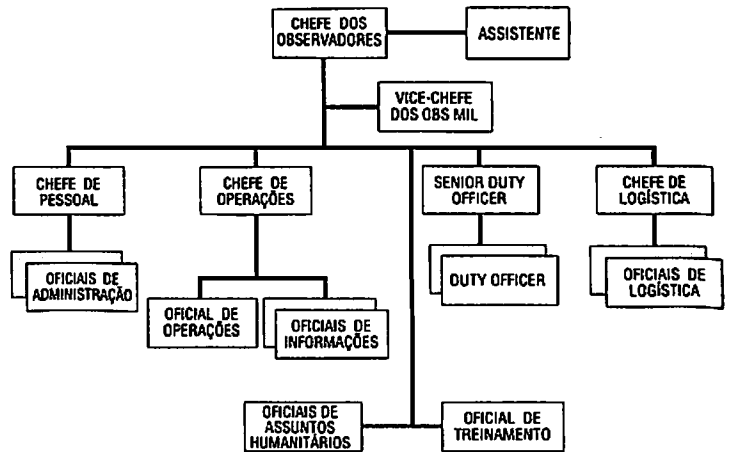 CHEFE DOS
OBSERVADORES
ASSISTENTE
VICE-CHEFE
DOS OBS MIL
CHEFE DE
PESSOAL
CHEFE DE
OPERAÇÕES
SENIOR DUTY
OFFICER
CHEFE DE
LOGÍSTICA
OFICIAIS DE
ADMINISTRAÇÃO
OFICIAL DE
OPERAÇÕES
OFICIAIS DE
INFORMAÇÕES
DUTY OFFICER
OFICIAIS DE
LOGÍSTICA
OFICIAIS DE
ASSUNTOS
HUMANITÁRIOS
OFICIAL DE
TREINAMENTO